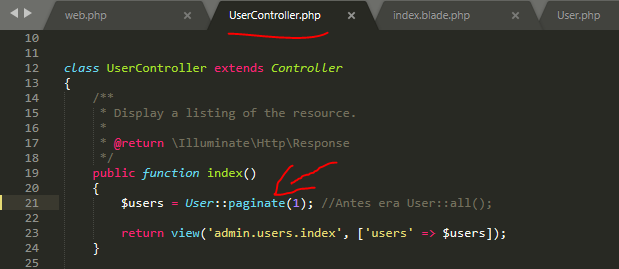 web.php × UserController.php × index.blade.php × User.php
10
11
12 class UserController extends Controller
13 {
14 /**
15 * Display a listing of the resource.
16 *
17 * @return \Illuminate\Http\Response
18 */
19 public function index()
20 {
21 $users = User::paginate(1); //Antes era User::all();
22
23 return view('admin.users.index', ['users' => $users]);
24 }
25